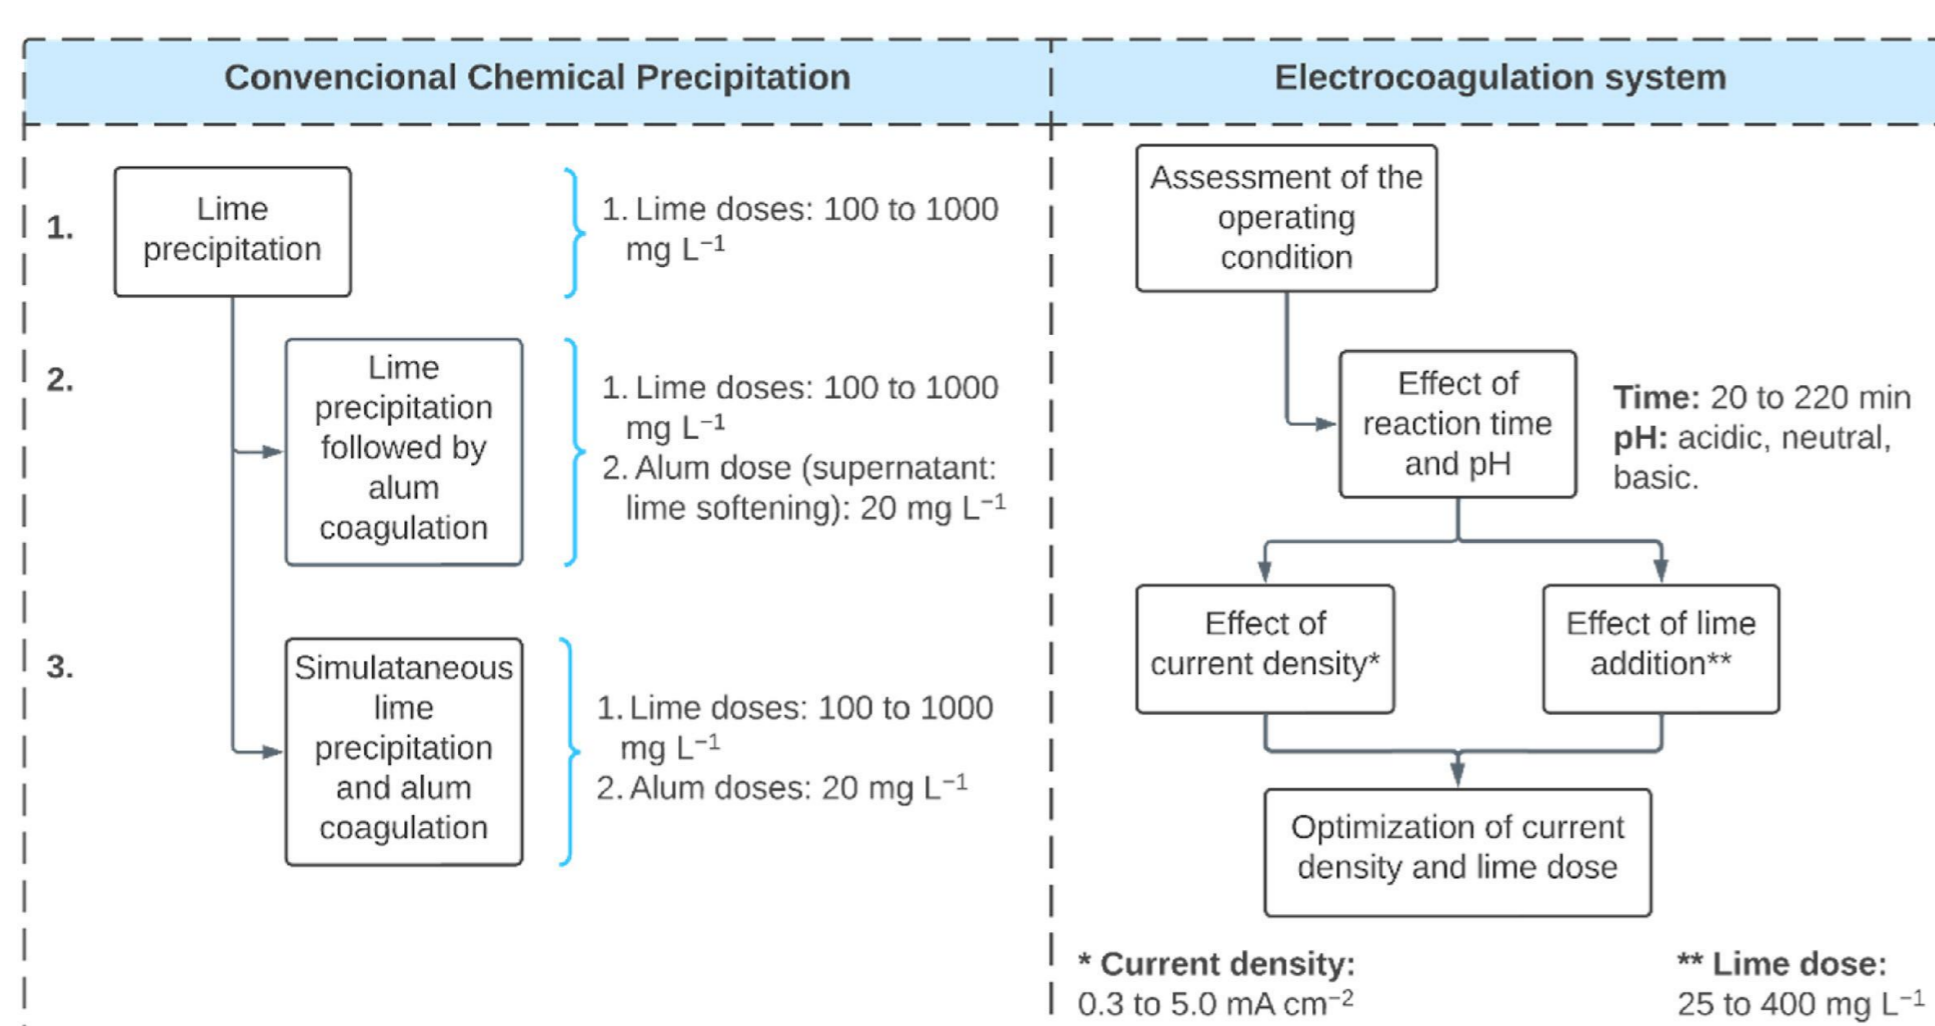 Convencional Chemical Precipitation
Electrocoagulation system
1.
Lime
precipitation
1. Lime doses: 100 to 1000
mg L⁻¹
2.
Lime
precipitation
followed by
alum
coagulation
1. Lime doses: 100 to 1000
mg L⁻¹
2. Alum dose (supernatant:
lime softening): 20 mg L⁻¹
3.
Simulataneous
lime
precipitation
and alum
coagulation
1. Lime doses: 100 to 1000
mg L⁻¹
2. Alum doses: 20 mg L⁻¹
Assessment of the
operating
condition
Effect of
reaction time
and pH
Time: 20 to 220 min
pH: acidic, neutral,
basic.
Effect of
current density*
Effect of lime
addition**
Optimization of current
density and lime dose
* Current density:
0.3 to 5.0 mA cm⁻²
** Lime dose:
25 to 400 mg L⁻¹